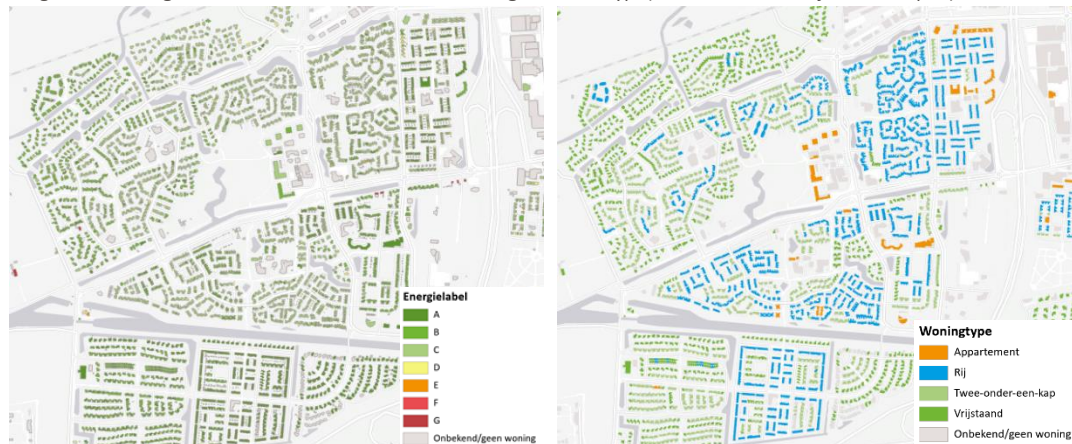 Energielabel
A
B
C
D
E
F
G
Onbekend/geen woning
Woningtype
Appartement
Rij
Twee-onder-een-kap
Vrijstaand
Onbekend/geen woning